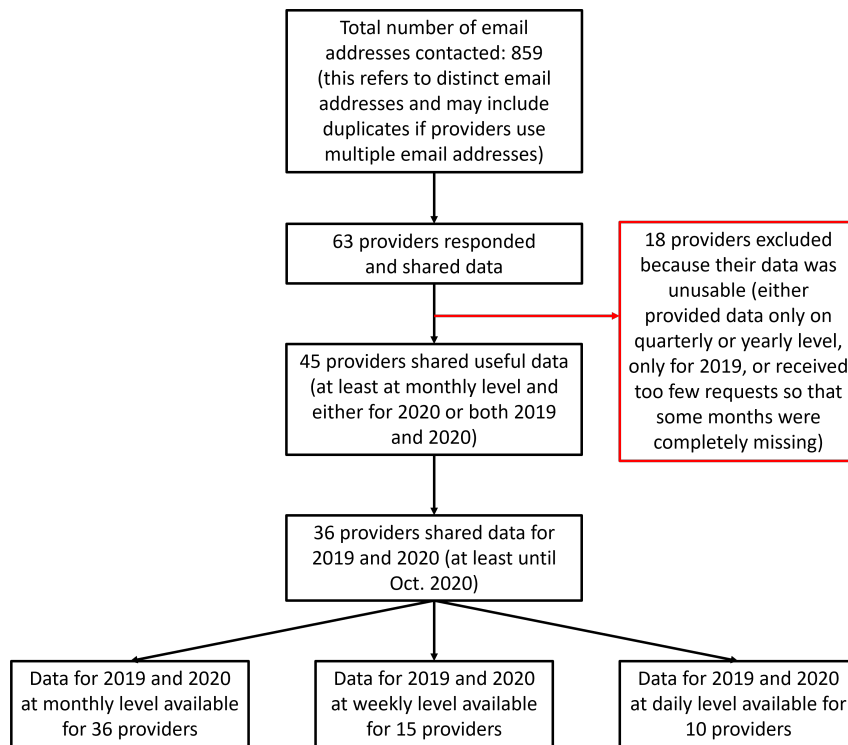 Total number of email
addresses contacted: 859
(this refers to distinct email
addresses and may include
duplicates if providers use
multiple email addresses)
63 providers responded
and shared data
18 providers excluded
because their data was
unusable (either
provided data only on
quarterly or yearly level,
only for 2019, or received
too few requests so that
some months were
completely missing)
45 providers shared useful data
(at least at monthly level and
either for 2020 or both 2019
and 2020)
36 providers shared data for
2019 and 2020 (at least until
Oct. 2020)
Data for 2019 and 2020
at monthly level available
for 36 providers
Data for 2019 and 2020
at weekly level available
for 15 providers
Data for 2019 and 2020
at daily level available for
10 providers